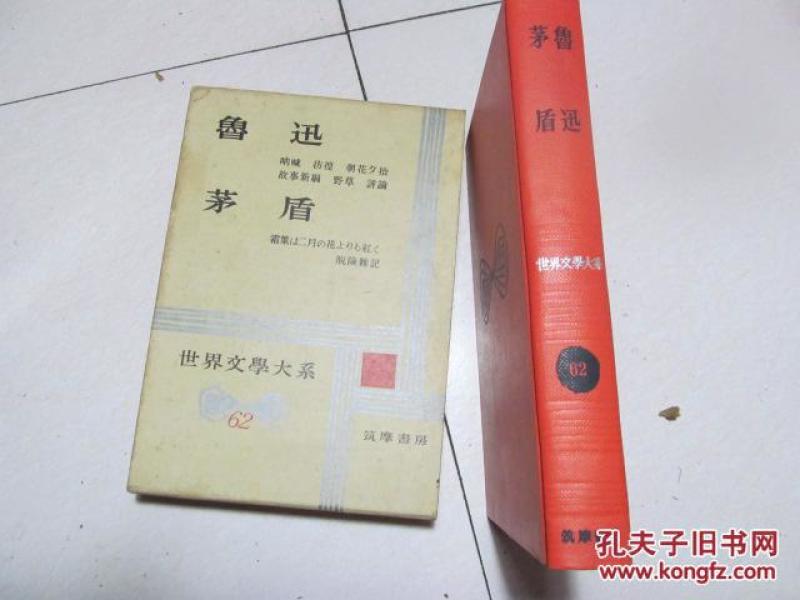 魯迅
吶喊 彷徨 朝花夕拾
故事新編 野草 評論
茅盾
霜葉は二月の花よりも紅く
脱險雜記
世界文學大系
62
筑摩書房
魯迅
茅盾
世界文學大系
62
筑摩
孔夫子旧书网
www.kongfz.com